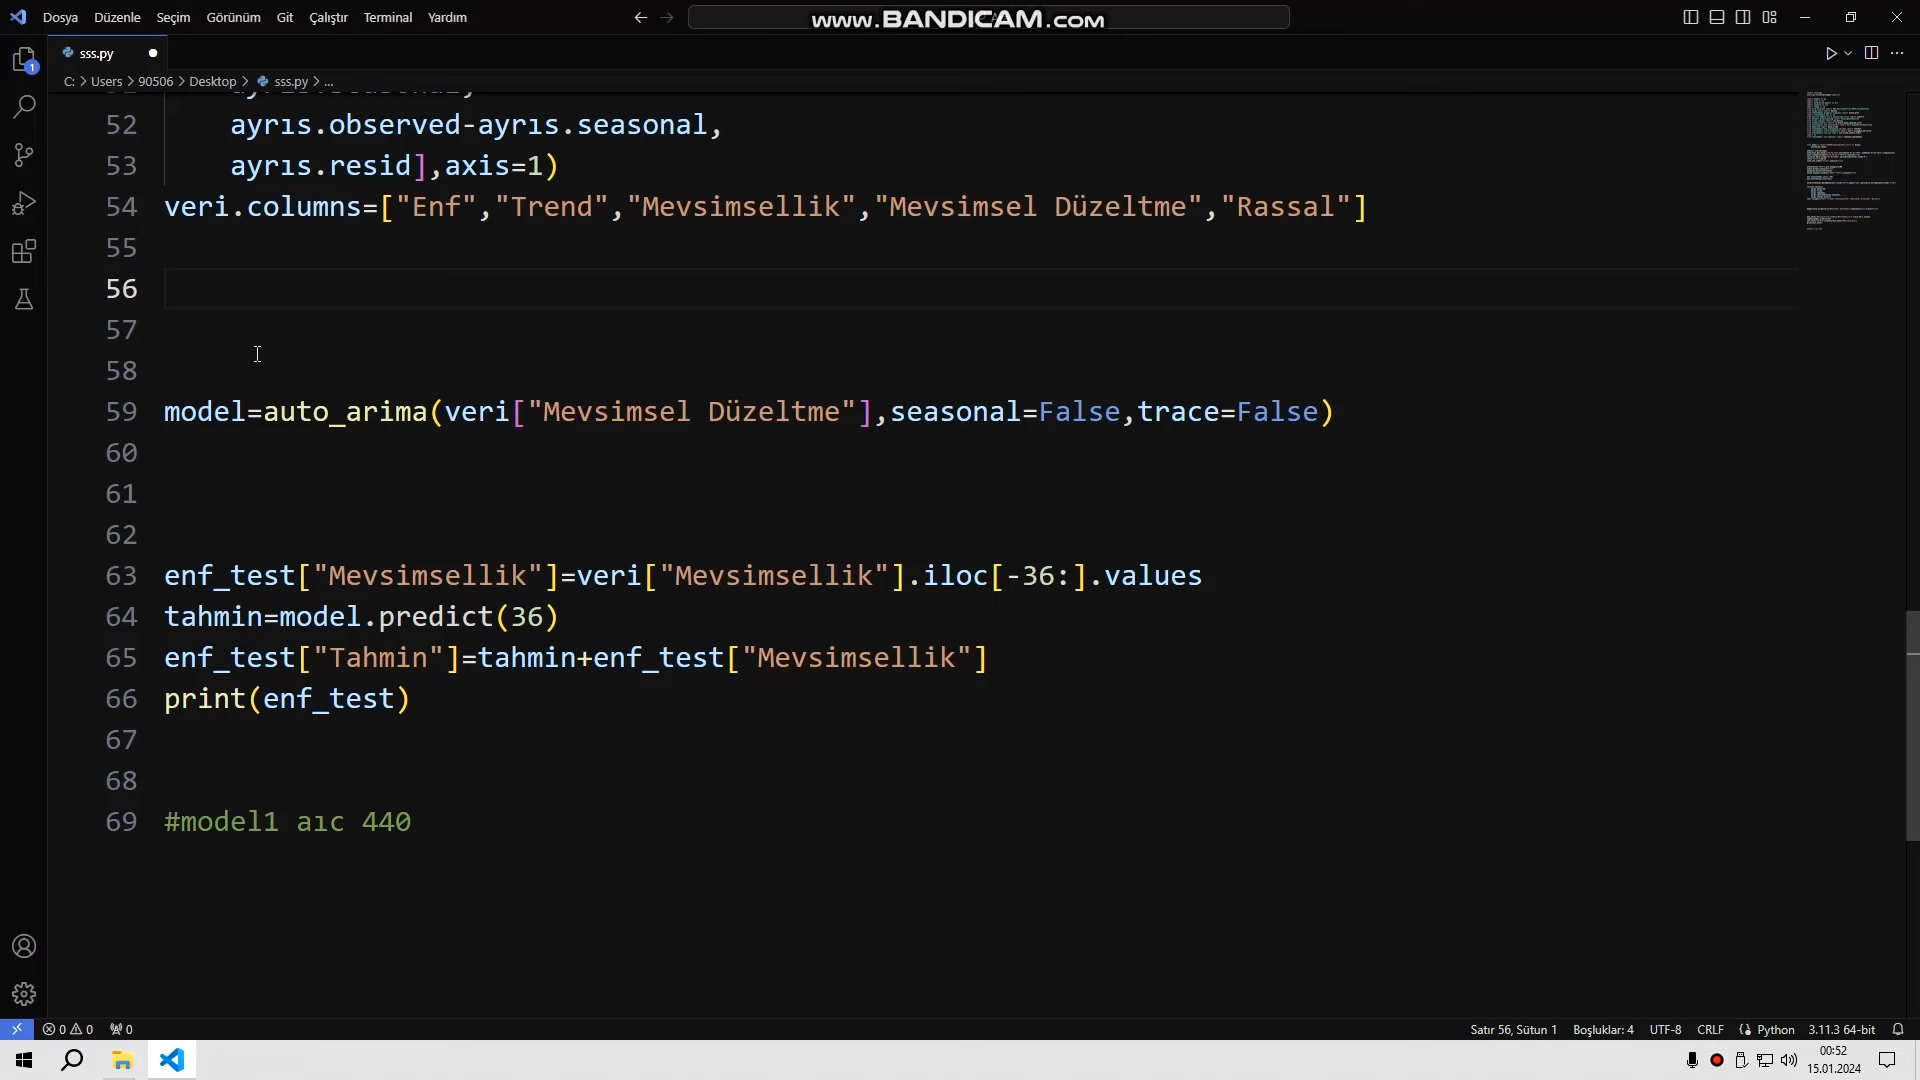 Dosya Düzenle Seçim Görünüm Git Çalıştır Terminal Yardım
www.BANDICAM.com
sss.py
1
C: > Users > 90506 > Desktop > sss.py > ...
52 ayrıs.observed-ayrıs.seasonal,
53 ayrıs.resid],axis=1)
54 veri.columns=["Enf","Trend","Mevsimsellik","Mevsimsel Düzeltme","Rassal"]
55
56
57
58
59 model=auto_arima(veri["Mevsimsel Düzeltme"],seasonal=False,trace=False)
60
61
62
63 enf_test["Mevsimsellik"]=veri["Mevsimsellik"].iloc[-36:].values
64 tahmin=model.predict(36)
65 enf_test["Tahmin"]=tahmin+enf_test["Mevsimsellik"]
66 print(enf_test)
67
68
69 #model1 aıc 440
0 0 0
Satır 56, Sütun 1 Boşluklar: 4 UTF-8 CRLF Python 3.11.3 64-bit
00:52
15.01.2024